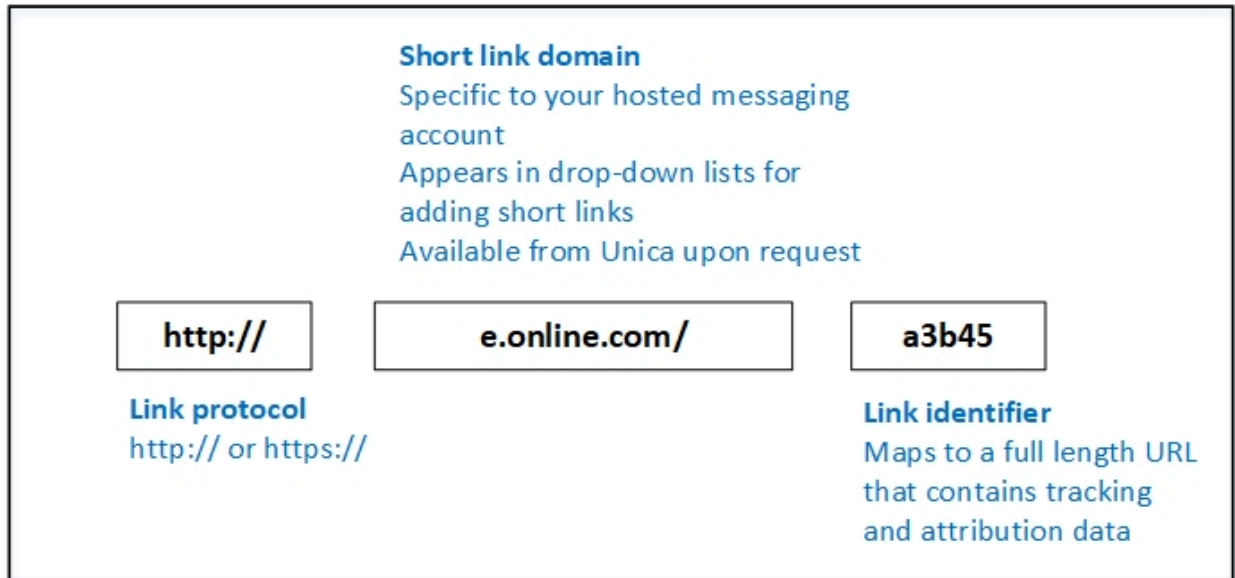 Short link domain
Specific to your hosted messaging
account
Appears in drop-down lists for
adding short links
Available from Unica upon request
http://
e.online.com/
a3b45
Link protocol
http:// or https://
Link identifier
Maps to a full length URL
that contains tracking
and attribution data